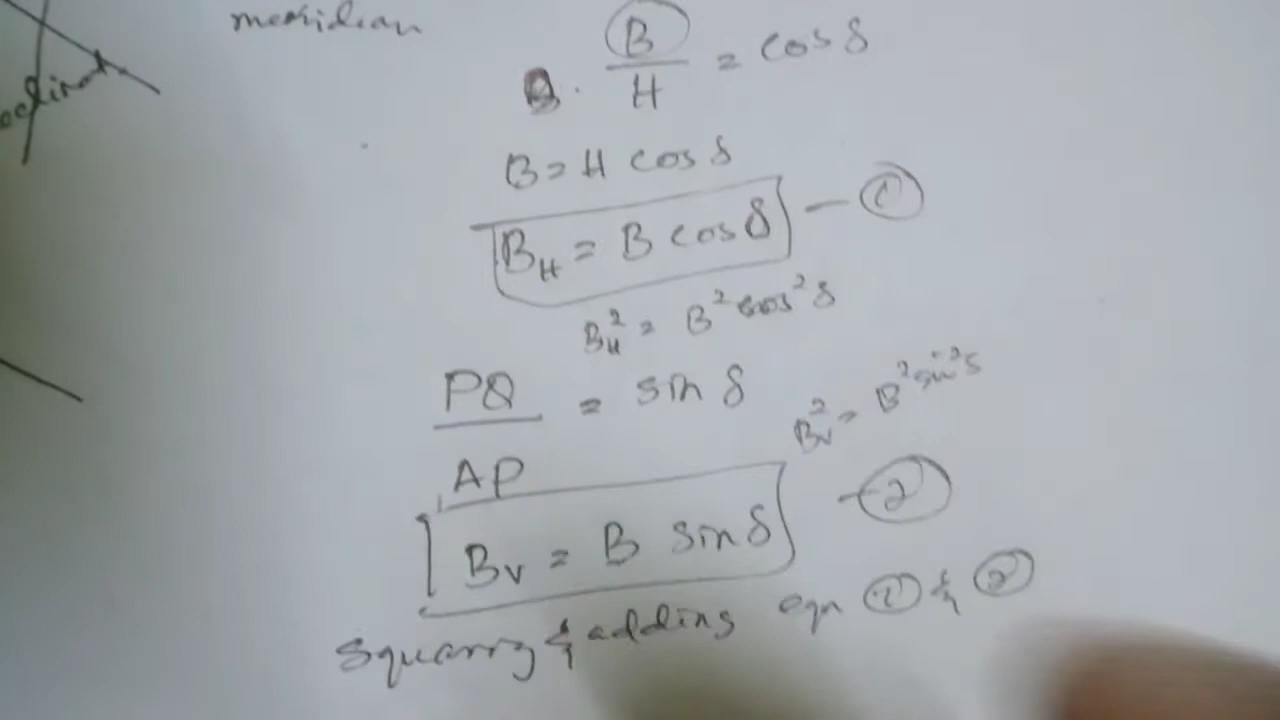 meridian
B/H = cos δ
B = H cos δ
B_H = B cos δ — ①
B_H² = B² cos² δ
PQ/AP = sin δ
B_V² = B² sin² δ
B_V = B sin δ — ②
squarrig & adding eqn ① & ②